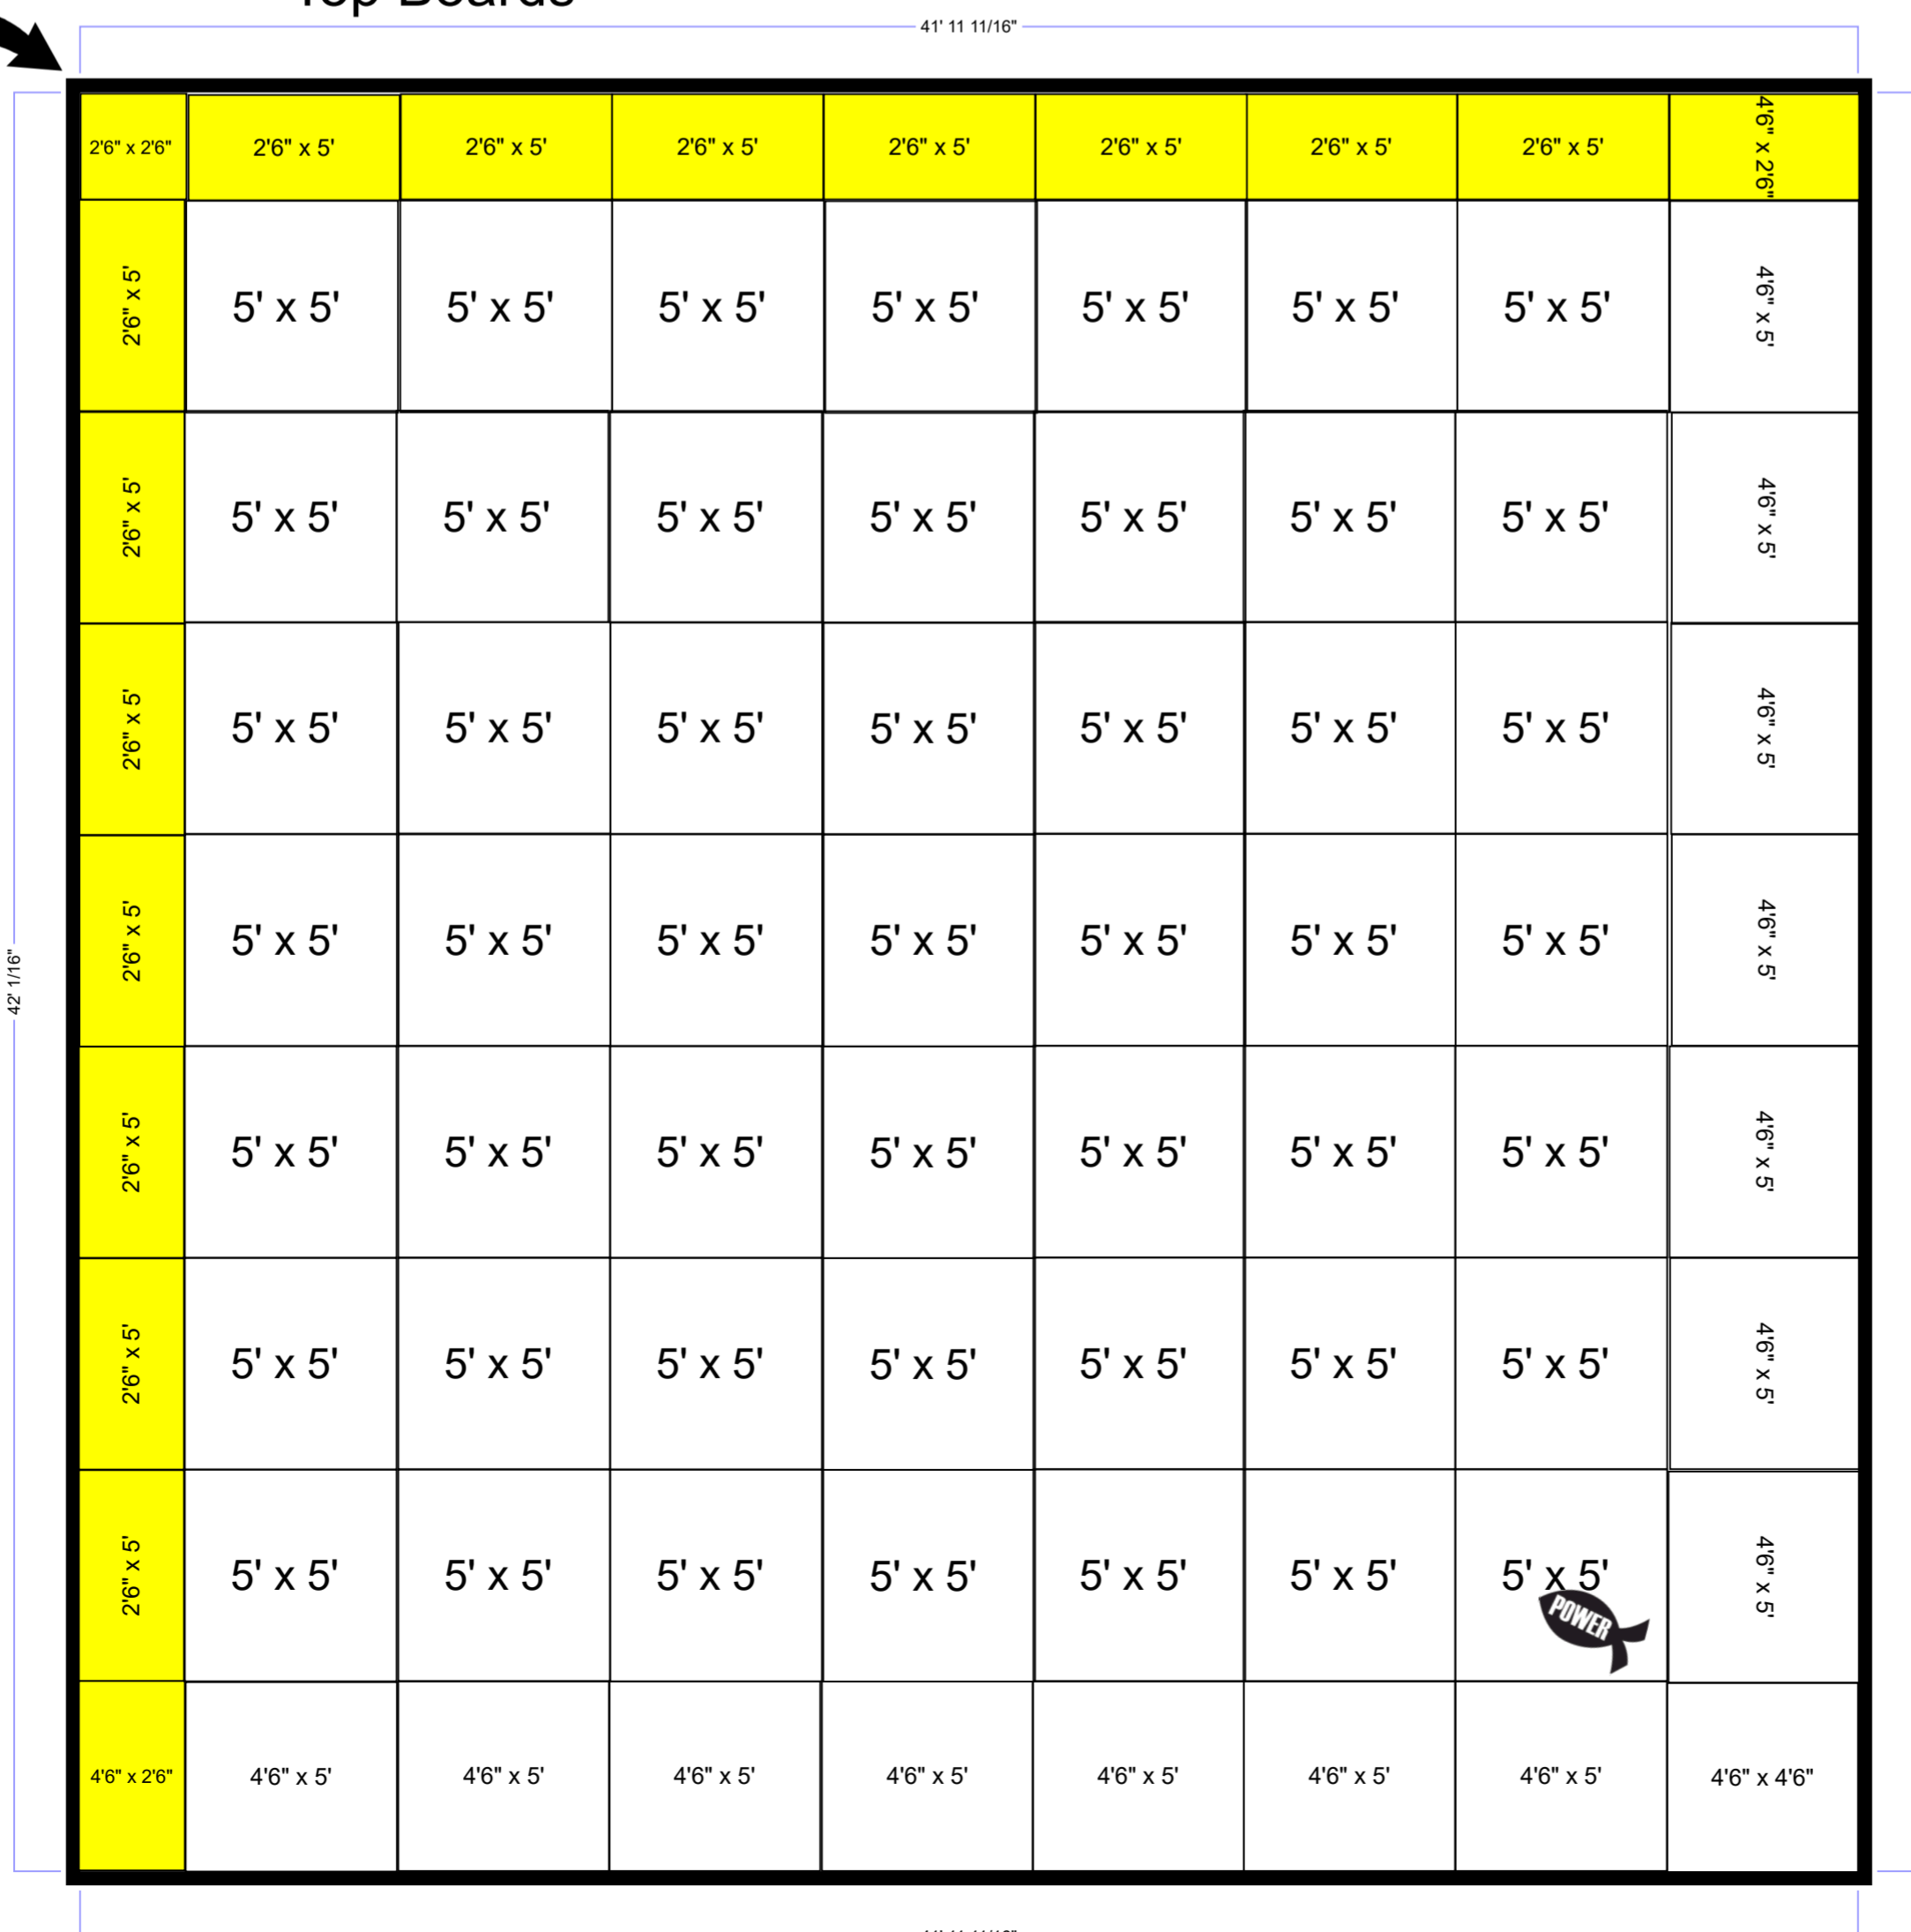 Top Boards
41' 11 11/16"
2'6" x 2'6" 2'6" x 5' 2'6" x 5' 2'6" x 5' 2'6" x 5' 2'6" x 5' 2'6" x 5' 2'6" x 5' 4'6" x 2'6"
2'6" x 5' 5' x 5' 5' x 5' 5' x 5' 5' x 5' 5' x 5' 5' x 5' 5' x 5' 4'6" x 5'
2'6" x 5' 5' x 5' 5' x 5' 5' x 5' 5' x 5' 5' x 5' 5' x 5' 5' x 5' 4'6" x 5'
2'6" x 5' 5' x 5' 5' x 5' 5' x 5' 5' x 5' 5' x 5' 5' x 5' 5' x 5' 4'6" x 5'
2'6" x 5' 5' x 5' 5' x 5' 5' x 5' 5' x 5' 5' x 5' 5' x 5' 5' x 5' 4'6" x 5'
42' 1/16"
2'6" x 5' 5' x 5' 5' x 5' 5' x 5' 5' x 5' 5' x 5' 5' x 5' 5' x 5' 4'6" x 5'
2'6" x 5' 5' x 5' 5' x 5' 5' x 5' 5' x 5' 5' x 5' 5' x 5' 5' x 5' 4'6" x 5'
2'6" x 5' 5' x 5' 5' x 5' 5' x 5' 5' x 5' 5' x 5' 5' x 5' 5' x 5' 4'6" x 5'
POWER
4'6" x 2'6" 4'6" x 5' 4'6" x 5' 4'6" x 5' 4'6" x 5' 4'6" x 5' 4'6" x 5' 4'6" x 5' 4'6" x 4'6"